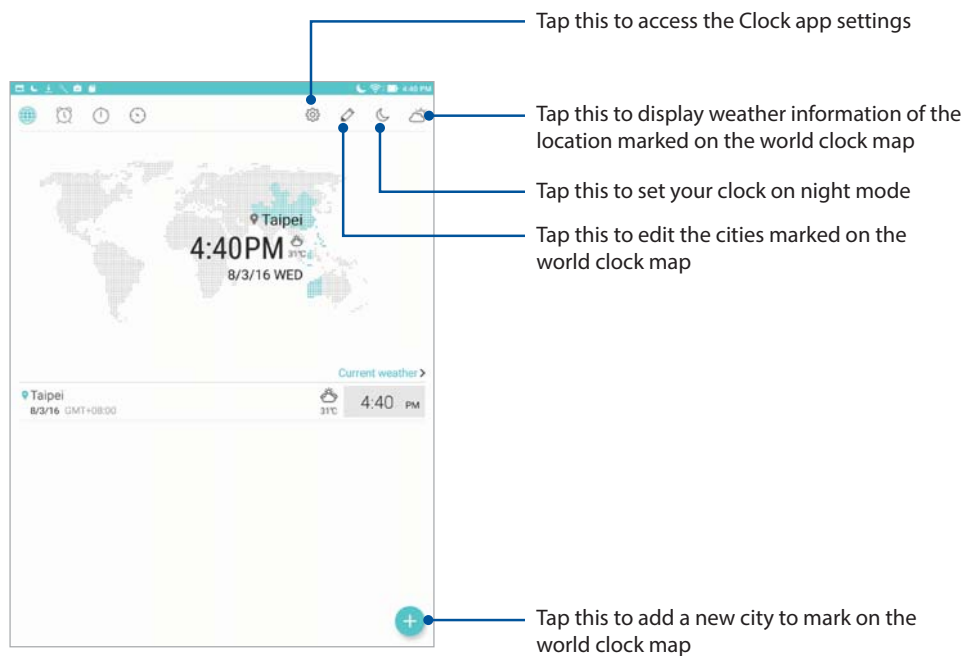 Tap this to access the Clock app settings
4:40 PM
Tap this to display weather information of the
location marked on the world clock map
Tap this to set your clock on night mode
Tap this to edit the cities marked on the
world clock map
Taipei
4:40PM
31°C
8/3/16 WED
Current weather
Taipei
8/3/16 GMT+08:00
31°C
4:40 PM
Tap this to add a new city to mark on the
world clock map